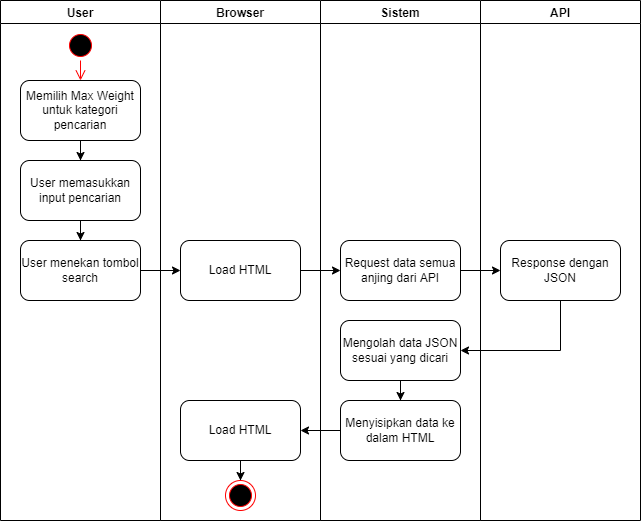 User
Browser
Sistem
API
Memilih Max Weight
untuk kategori
pencarian
User memasukkan
input pencarian
User menekan tombol
search
Load HTML
Request data semua
anjing dari API
Response dengan
JSON
Mengolah data JSON
sesuai yang dicari
Load HTML
Menyisipkan data ke
dalam HTML